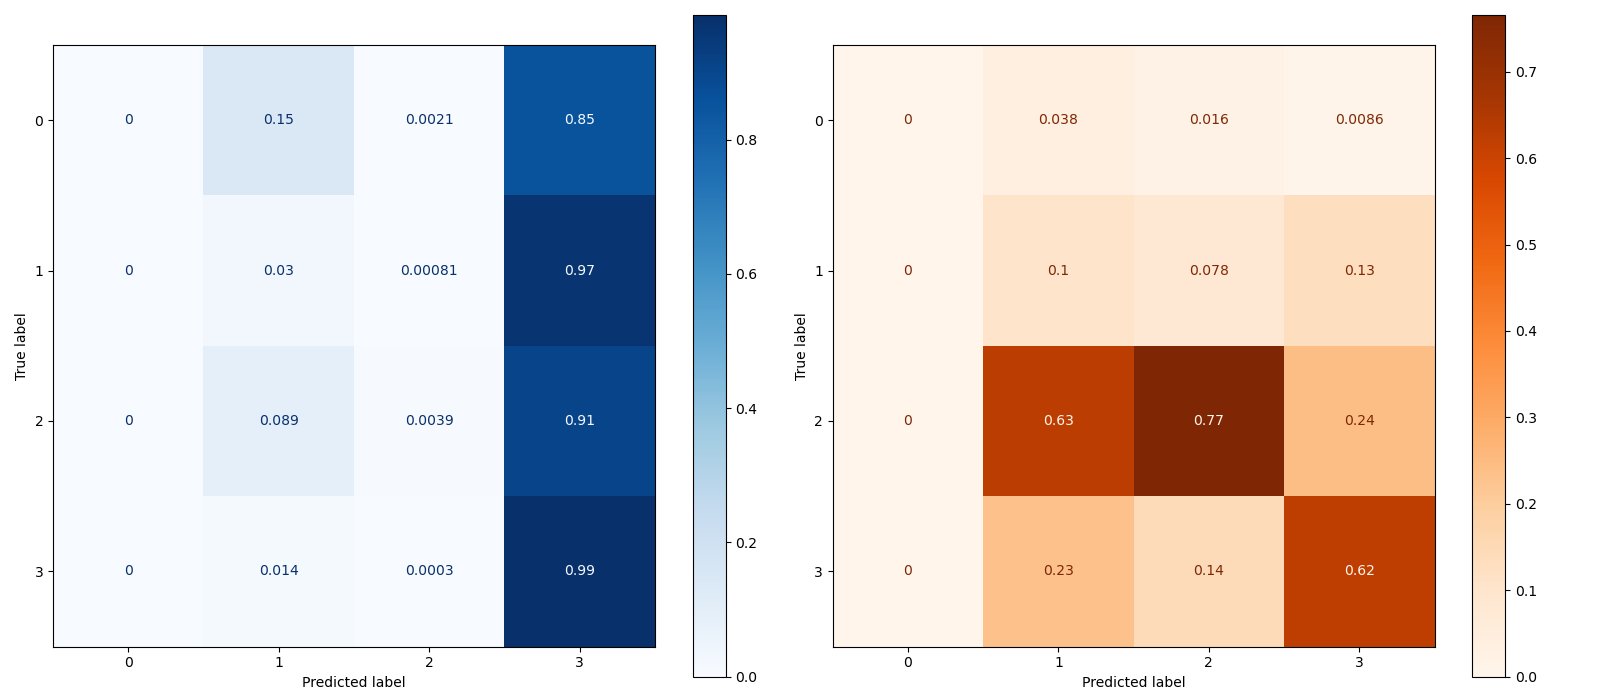 0 0 0.15 0.0021 0.85
1 0 0.03 0.00081 0.97
2 0 0.089 0.0039 0.91
3 0 0.014 0.0003 0.99
0 1 2 3
Predicted label
True label
0.8
0.6
0.4
0.2
0.0
0 0 0.038 0.016 0.0086
1 0 0.1 0.078 0.13
2 0 0.63 0.77 0.24
3 0 0.23 0.14 0.62
0 1 2 3
Predicted label
True label
0.7
0.6
0.5
0.4
0.3
0.2
0.1
0.0